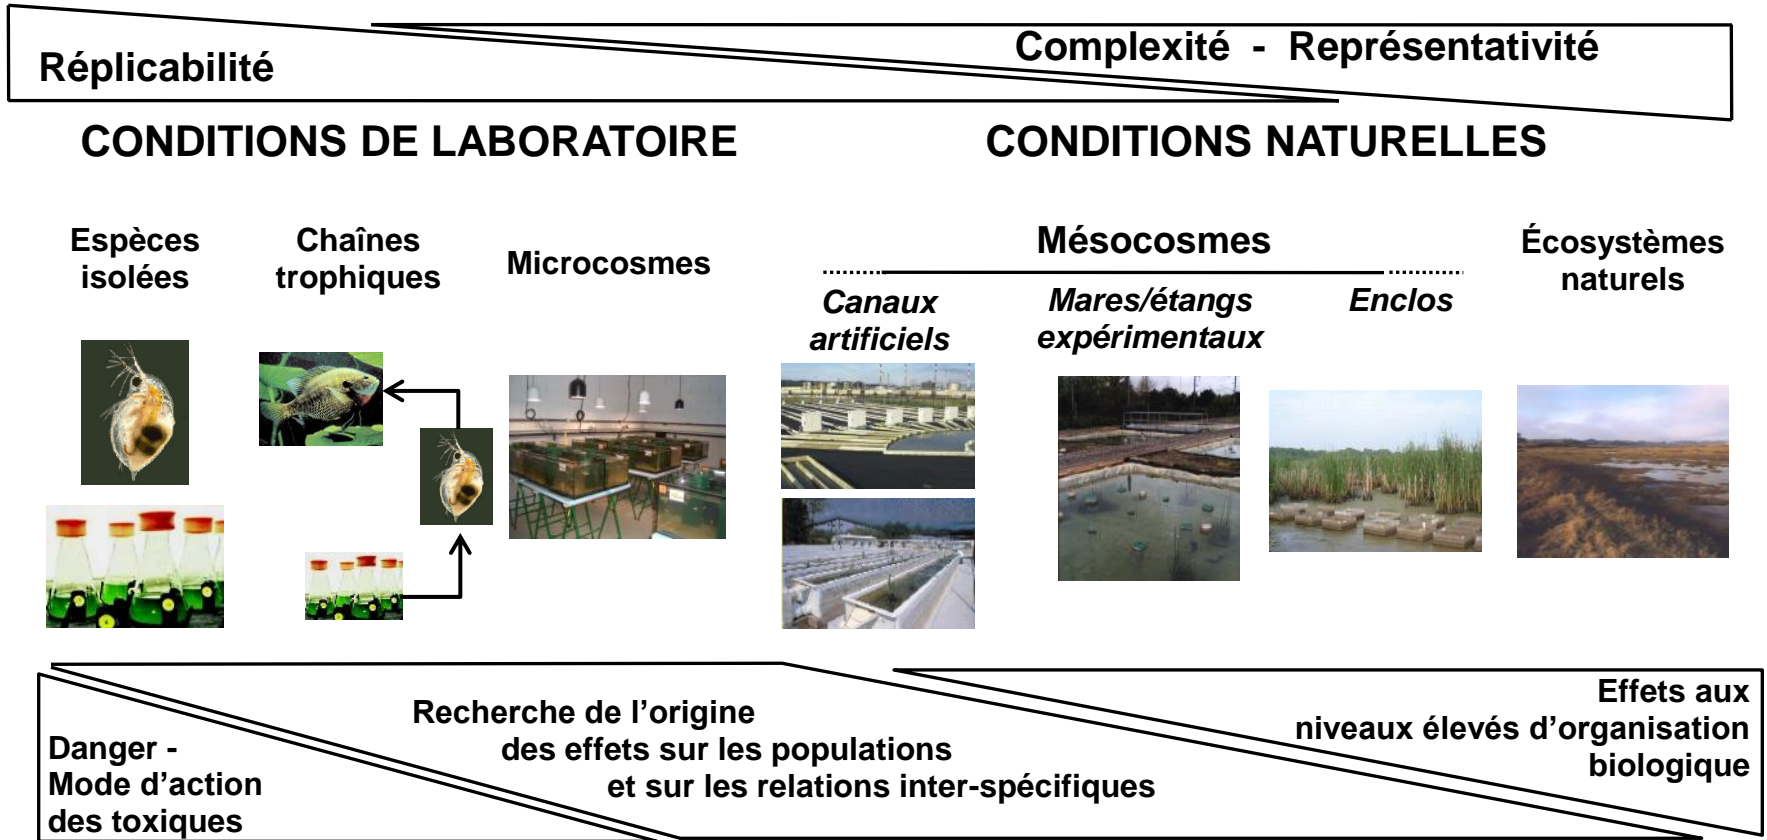 Réplicabilité
Complexité - Représentativité
CONDITIONS DE LABORATOIRE
CONDITIONS NATURELLES
Espèces
isolées
Chaînes
trophiques
Microcosmes
Mésocosmes
Canaux
artificiels
Mares/étangs
expérimentaux
Enclos
Écosystèmes
naturels
Danger -
Mode d'action
des toxiques
Recherche de l'origine
des effets sur les populations
et sur les relations inter-spécifiques
Effets aux
niveaux élevés d'organisation
biologique